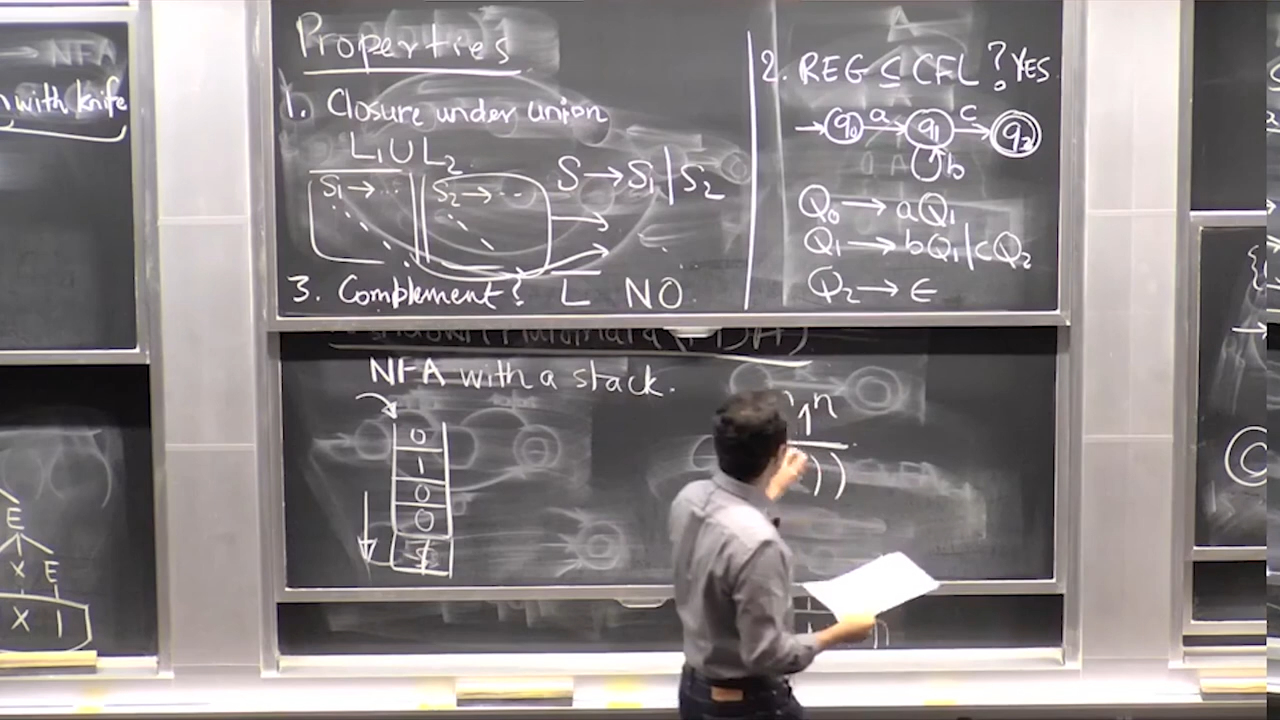 → NFA
with knife
Properties
1. Closure under union
L₁ ∪ L₂
S₁ → ...
S₂ → ...
S → S₁ | S₂
3. Complement? L NO
2. REG ⊆ CFL? YES
q₀ a q₁ c q₂
b
Q₀ → aQ₁
Q₁ → bQ₁ | cQ₂
Q₂ → ϵ
NFA with a stack.
0
1
0
0
$
1ⁿ
))
E
X E
X 1